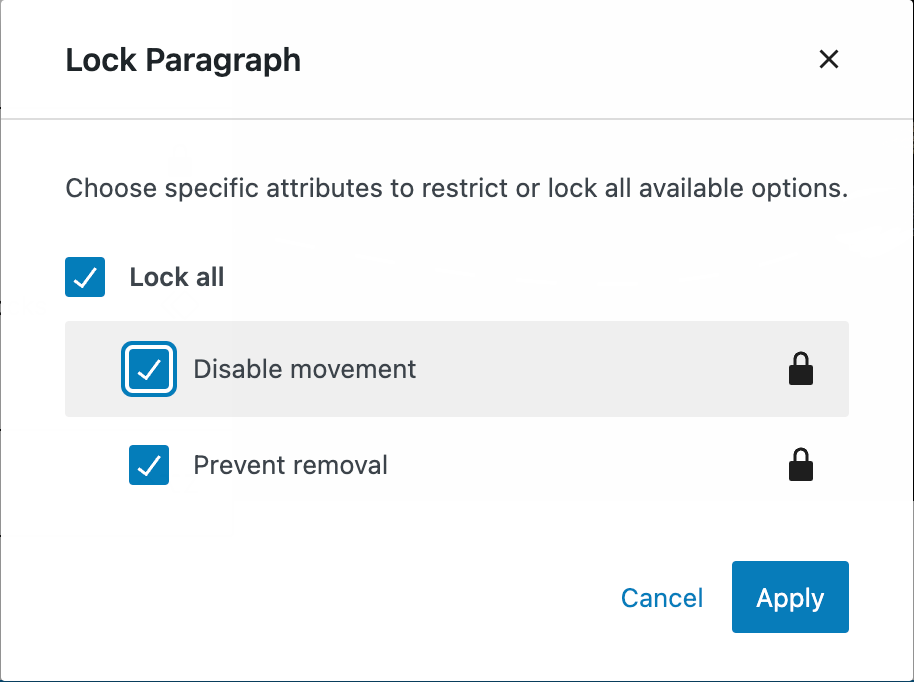 Lock Paragraph
Choose specific attributes to restrict or lock all available options.
Lock all
Disable movement
Prevent removal
Cancel Apply